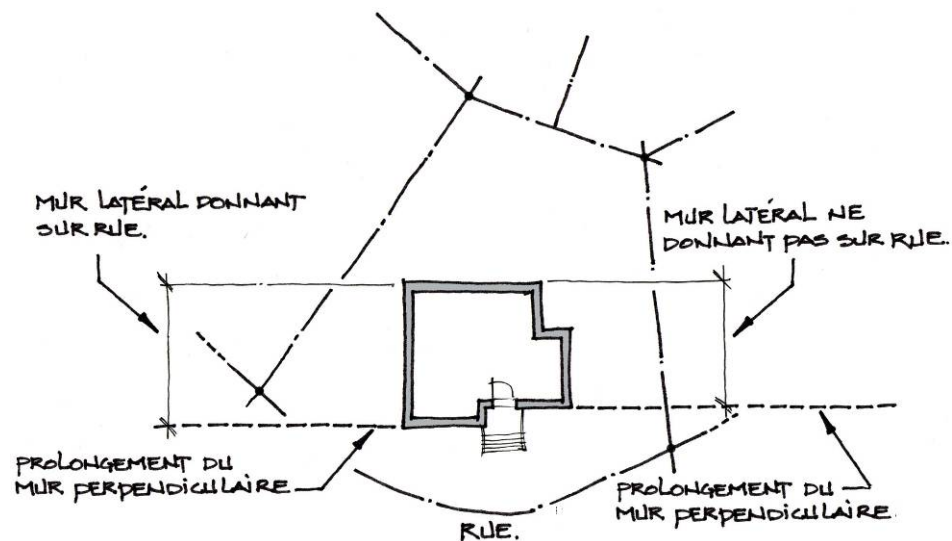 MUR LATÉRAL DONNANT
SUR RUE.
MUR LATÉRAL NE
DONNANT PAS SUR RUE.
PROLONGEMENT DU
MUR PERPENDICULAIRE
PROLONGEMENT DU
MUR PERPENDICULAIRE
RUE.